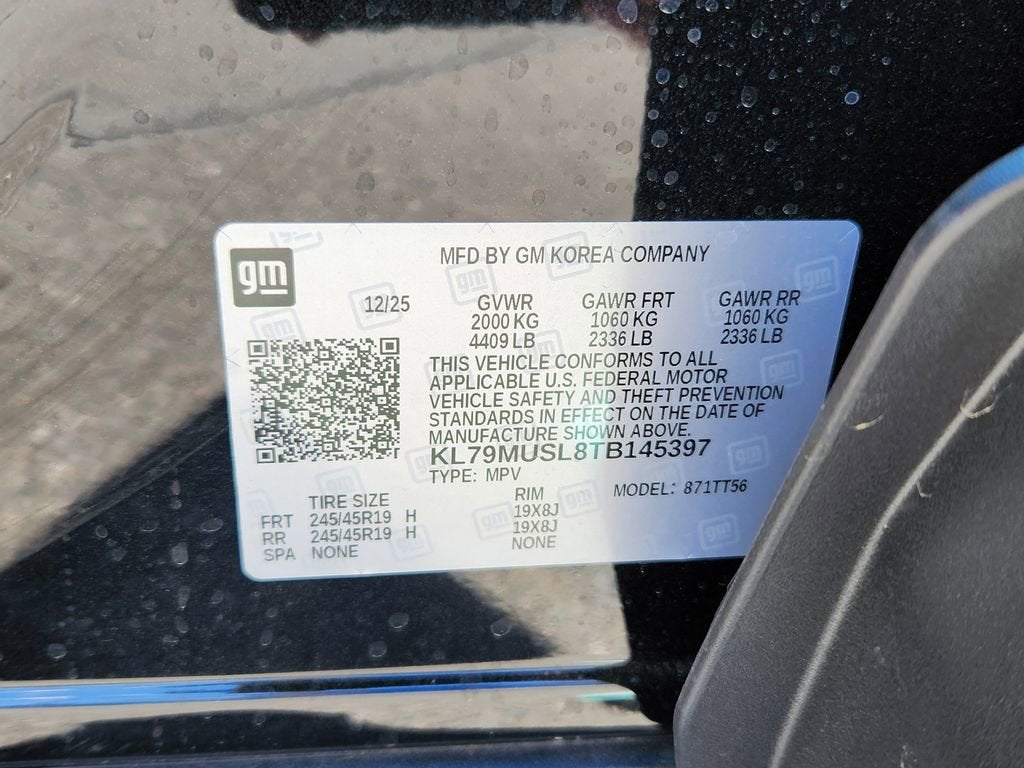 gm
MFD BY GM KOREA COMPANY
12/25 GVWR GAWR FRT GAWR RR
2000 KG 1060 KG 1060 KG
4409 LB 2336 LB 2336 LB
THIS VEHICLE CONFORMS TO ALL
APPLICABLE U.S. FEDERAL MOTOR
VEHICLE SAFETY AND THEFT PREVENTION
STANDARDS IN EFFECT ON THE DATE OF
MANUFACTURE SHOWN ABOVE.
KL79MUSL8TB145397
TYPE: MPV MODEL: 871TT56
TIRE SIZE RIM
FRT 245/45R19 H 19X8J
RR 245/45R19 H 19X8J
SPA NONE NONE